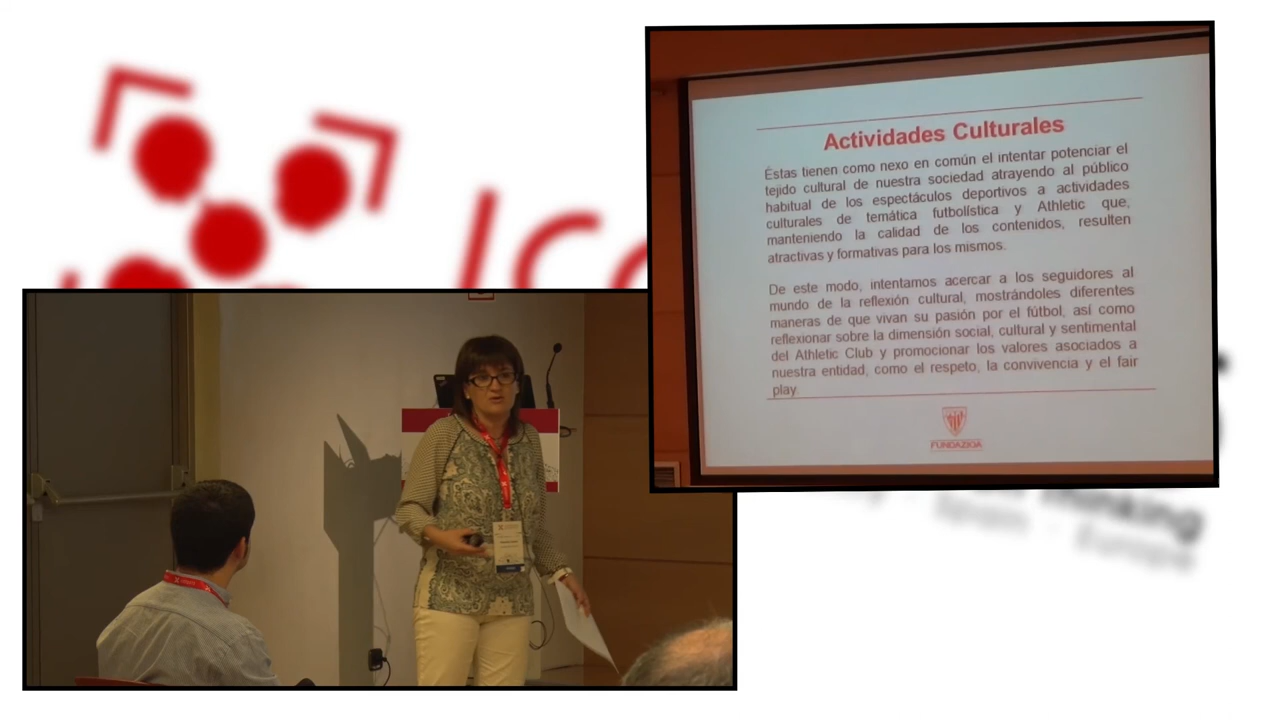 ICO
Actividades Culturales
Éstas tienen como nexo en común el intentar potenciar el
tejido cultural de nuestra sociedad atrayendo al público
habitual de los espectáculos deportivos a actividades
culturales de temática futbolística y Athletic que,
manteniendo la calidad de los contenidos, resulten
atractivas y formativas para los mismos.
De este modo, intentamos acercar a los seguidores al
mundo de la reflexión cultural, mostrándoles diferentes
maneras de que vivan su pasión por el fútbol, así como
reflexionar sobre la dimensión social, cultural y sentimental
del Athletic Club y promocionar los valores asociados a
nuestra entidad, como el respeto, la convivencia y el fair
play.
FUNDAZIOA
Spain - Europe